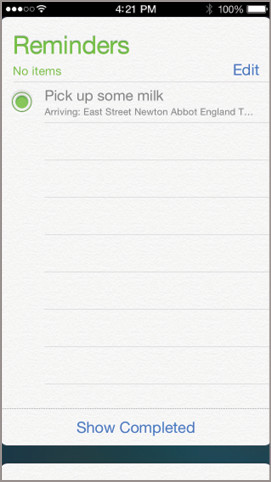 4:21 PM 100%
Reminders
No items Edit
Pick up some milk
Arriving: East Street Newton Abbot England T...
Show Completed